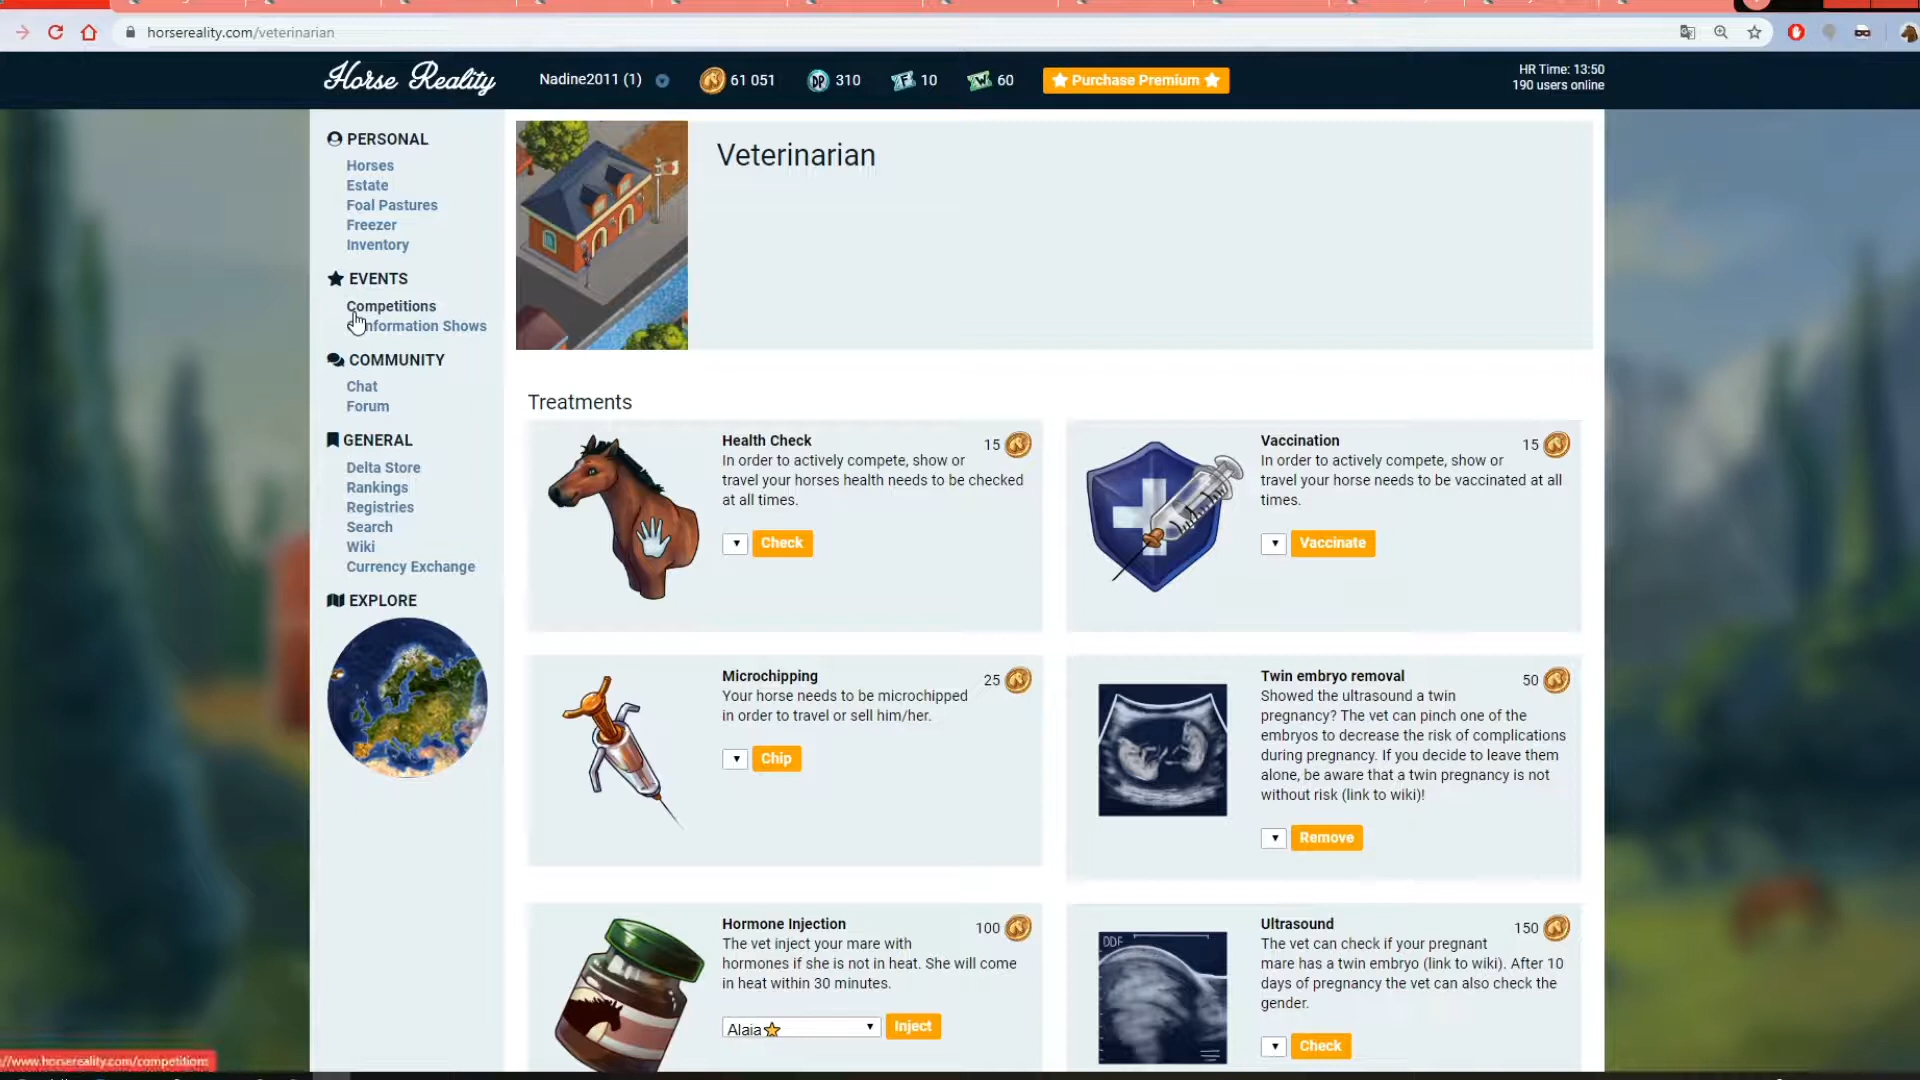 horsereality.com/veterinarian
Horse Reality
Nadine2011 (1)
61 051
DP
310
F
10
60
Purchase Premium
HR Time: 13:50
190 users online
PERSONAL
Horses
Estate
Foal Pastures
Freezer
Inventory
EVENTS
Competitions
Conformation Shows
COMMUNITY
Chat
Forum
GENERAL
Delta Store
Rankings
Registries
Search
Wiki
Currency Exchange
EXPLORE
Veterinarian
Treatments
Health Check
15
In order to actively compete, show or
travel your horses health needs to be checked
at all times.
Check
Vaccination
15
In order to actively compete, show or
travel your horse needs to be vaccinated at all
times.
Vaccinate
Microchipping
25
Your horse needs to be microchipped
in order to travel or sell him/her.
Chip
Twin embryo removal
50
Showed the ultrasound a twin
pregnancy? The vet can pinch one of the
embryos to decrease the risk of complications
during pregnancy. If you decide to leave them
alone, be aware that a twin pregnancy is not
without risk (link to wiki)!
Remove
Hormone Injection
100
The vet inject your mare with
hormones if she is not in heat. She will come
in heat within 30 minutes.
Alaia
Inject
DDF
Ultrasound
150
The vet can check if your pregnant
mare has a twin embryo (link to wiki). After 10
days of pregnancy the vet can also check the
gender.
Check
//www.horsereality.com/competitions